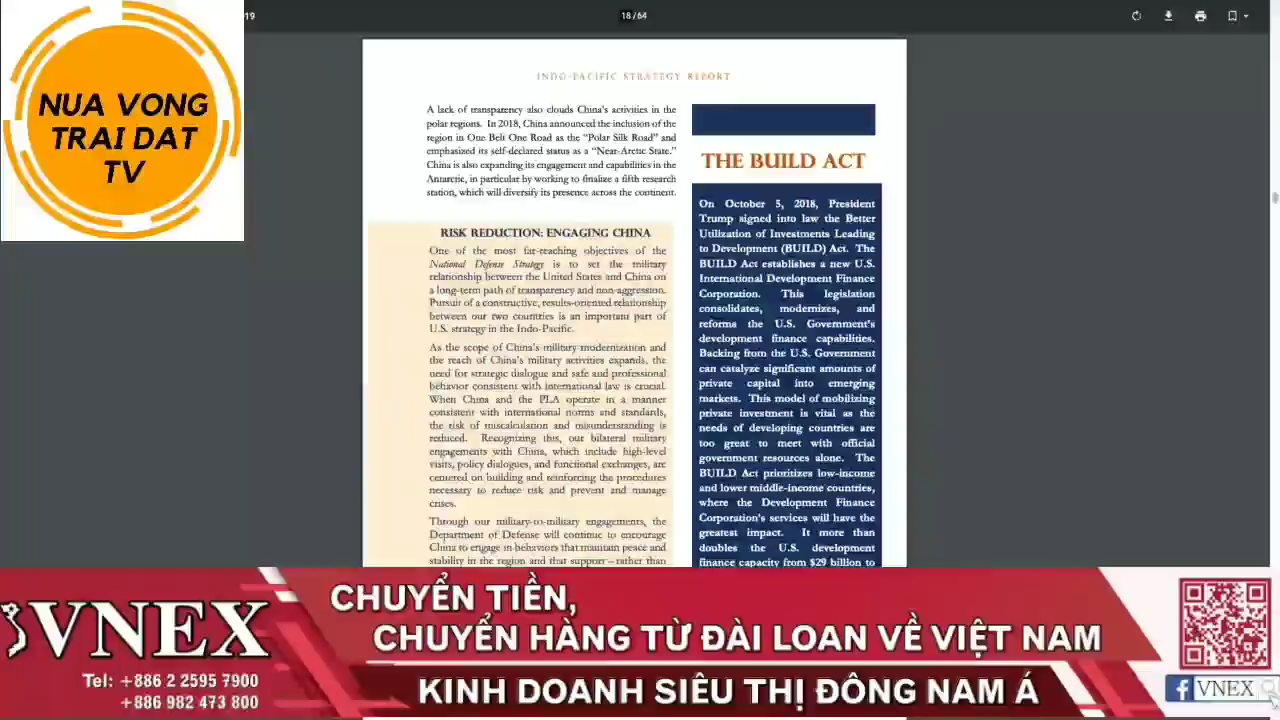 19
18 / 64
NUA VONG
TRAI DAT
TV
INDO-PACIFIC STRATEGY REPORT
A lack of transparency also clouds China's activities in the
polar regions. In 2018, China announced the inclusion of the
region in One Belt One Road as the "Polar Silk Road" and
emphasized its self-declared status as a "Near-Arctic State."
China is also expanding its engagement and capabilities in the
Antarctic, in particular by working to finalize a fifth research
station, which will diversify its presence across the continent.
RISK REDUCTION: ENGAGING CHINA
One of the most far-reaching objectives of the
National Defense Strategy is to set the military
relationship between the United States and China on
a long-term path of transparency and non-aggression.
Pursuit of a constructive, results-oriented relationship
between our two countries is an important part of
U.S. strategy in the Indo-Pacific.
As the scope of China's military modernization and
the reach of China's military activities expands, the
need for strategic dialogue and safe and professional
behavior consistent with international law is crucial.
When China and the PLA operate in a manner
consistent with international norms and standards,
the risk of miscalculation and misunderstanding is
reduced. Recognizing this, our bilateral military
engagements with China, which include high-level
visits, policy dialogues, and functional exchanges, are
centered on building and reinforcing the procedures
necessary to reduce risk and prevent and manage
crises.
Through our military-to-military engagements, the
Department of Defense will continue to encourage
China to engage in behaviors that maintain peace and
stability in the region and that support – rather than
THE BUILD ACT
On October 5, 2018, President
Trump signed into law the Better
Utilization of Investments Leading
to Development (BUILD) Act. The
BUILD Act establishes a new U.S.
International Development Finance
Corporation. This legislation
consolidates, modernizes, and
reforms the U.S. Government's
development finance capabilities.
Backing from the U.S. Government
can catalyze significant amounts of
private capital into emerging
markets. This model of mobilizing
private investment is vital as the
needs of developing countries are
too great to meet with official
government resources alone. The
BUILD Act prioritizes low-income
and lower middle-income countries,
where the Development Finance
Corporation's services will have the
greatest impact. It more than
doubles the U.S. development
finance capacity from $29 billion to
VNEX
Tel: +886 2 2595 7900
+886 982 473 800
CHUYỂN TIỀN,
CHUYỂN HÀNG TỪ ĐÀI LOAN VỀ VIỆT NAM
KINH DOANH SIÊU THỊ ĐÔNG NAM Á
f VNEX